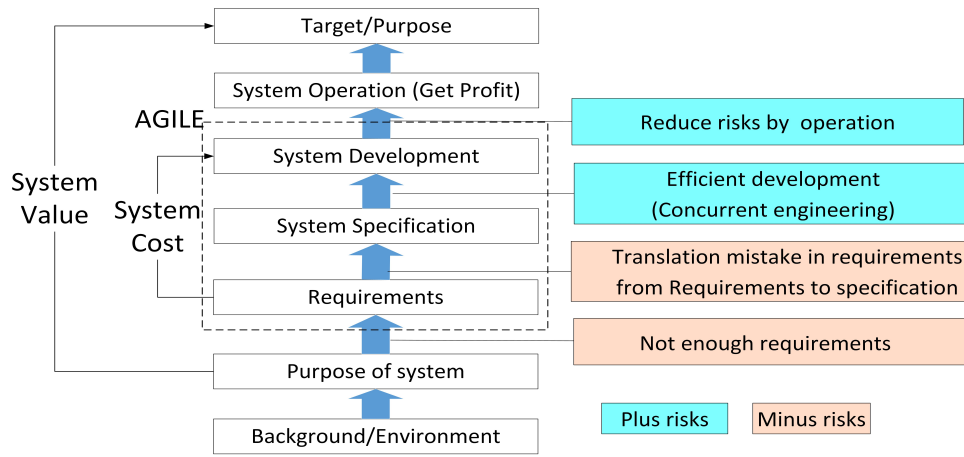 Target/Purpose
System Operation (Get Profit)
AGILE
Reduce risks by operation
System Development
System
Value
System
Cost
Efficient development
(Concurrent engineering)
System Specification
Translation mistake in requirements
from Requirements to specification
Requirements
Not enough requirements
Purpose of system
Background/Environment
Plus risks
Minus risks